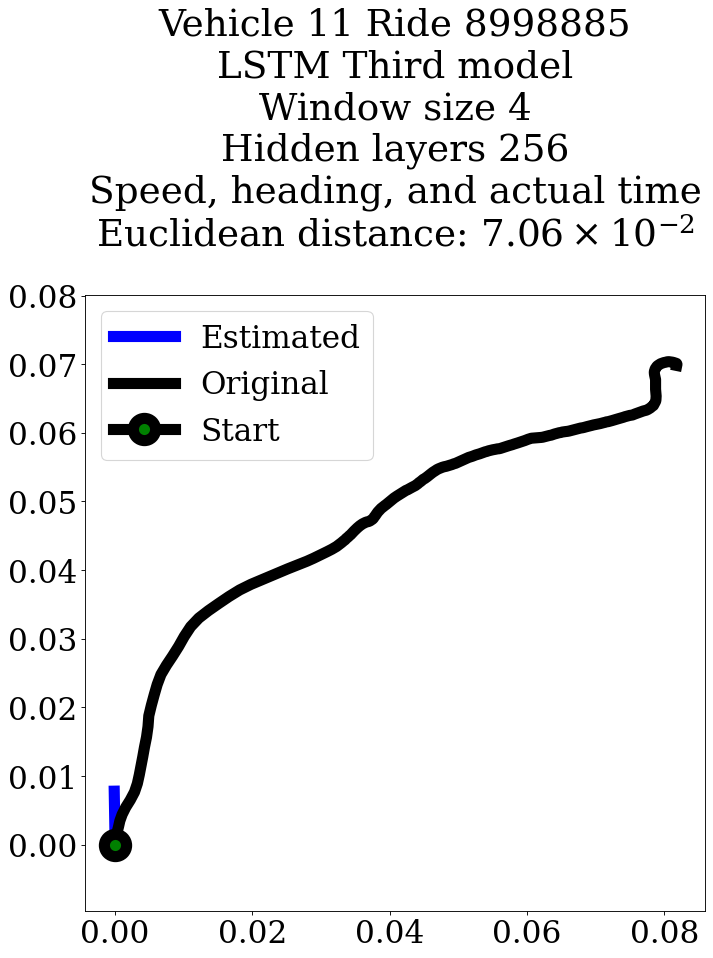 Vehicle 11 Ride 8998885
LSTM Third model
Window size 4
Hidden layers 256
Speed, heading, and actual time
Euclidean distance: 7.06 × 10⁻²
0.08
0.07
0.06
0.05
0.04
0.03
0.02
0.01
0.00
Estimated
Original
Start
0.00 0.02 0.04 0.06 0.08